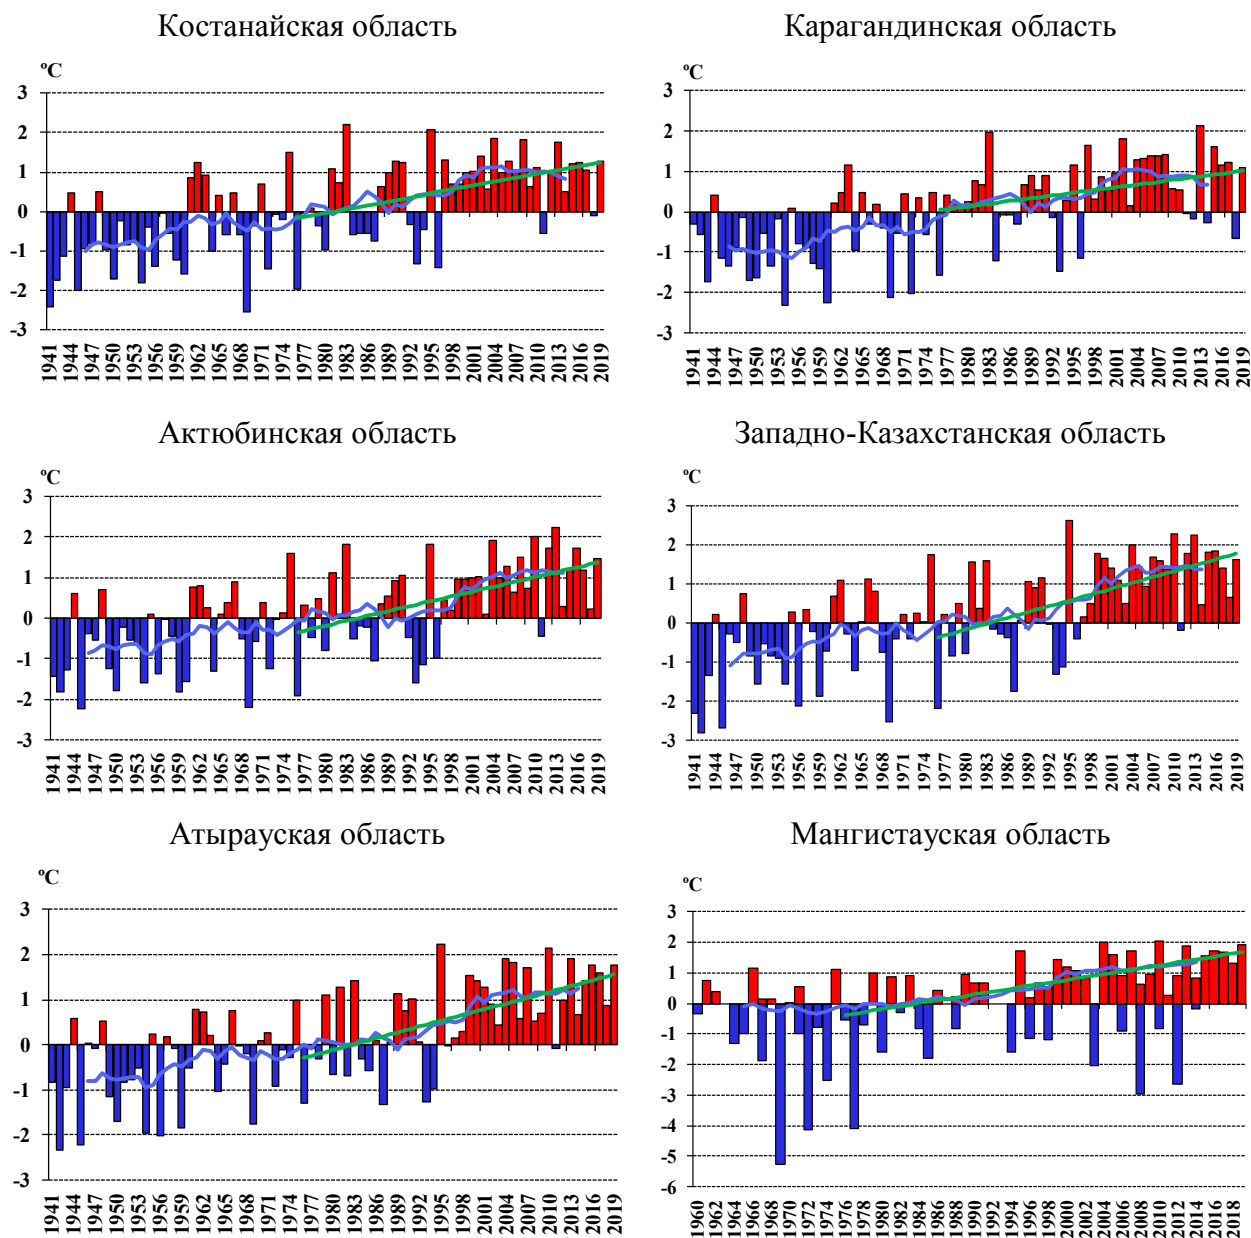 Костанайская область
Карагандинская область
ºС
3
2
1
0
-1
-2
-3
1941 1944 1947 1950 1953 1956 1959 1962 1965 1968 1971 1974 1977 1980 1983 1986 1989 1992 1995 1998 2001 2004 2007 2010 2013 2016 2019
ºС
3
2
1
0
-1
-2
-3
1941 1944 1947 1950 1953 1956 1959 1962 1965 1968 1971 1974 1977 1980 1983 1986 1989 1992 1995 1998 2001 2004 2007 2010 2013 2016 2019
Актюбинская область
Западно-Казахстанская область
ºС
3
2
1
0
-1
-2
-3
1941 1944 1947 1950 1953 1956 1959 1962 1965 1968 1971 1974 1977 1980 1983 1986 1989 1992 1995 1998 2001 2004 2007 2010 2013 2016 2019
ºС
3
2
1
0
-1
-2
-3
1941 1944 1947 1950 1953 1956 1959 1962 1965 1968 1971 1974 1977 1980 1983 1986 1989 1992 1995 1998 2001 2004 2007 2010 2013 2016 2019
Атырауская область
Мангистауская область
ºС
3
2
1
0
-1
-2
-3
1941 1944 1947 1950 1953 1956 1959 1962 1965 1968 1971 1974 1977 1980 1983 1986 1989 1992 1995 1998 2001 2004 2007 2010 2013 2016 2019
ºС
3
2
1
0
-1
-2
-3
-4
-5
-6
1960 1962 1964 1966 1968 1970 1972 1974 1976 1978 1980 1982 1984 1986 1988 1990 1992 1994 1996 1998 2000 2002 2004 2006 2008 2010 2012 2014 2016 2018